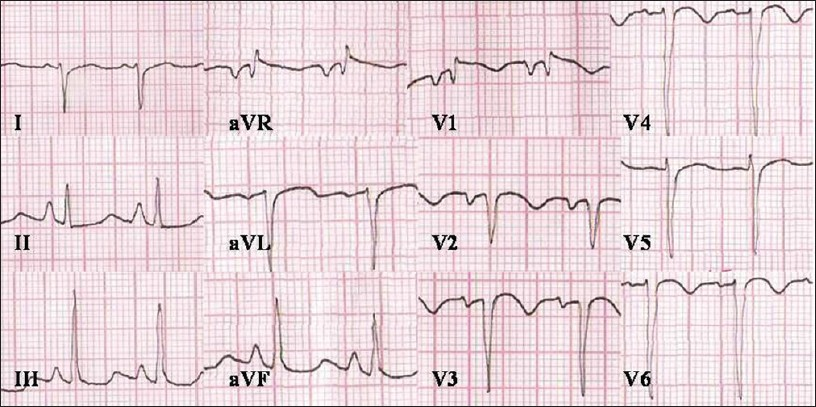 I aVR V1 V4
II aVL V2 V5
III aVF V3 V6